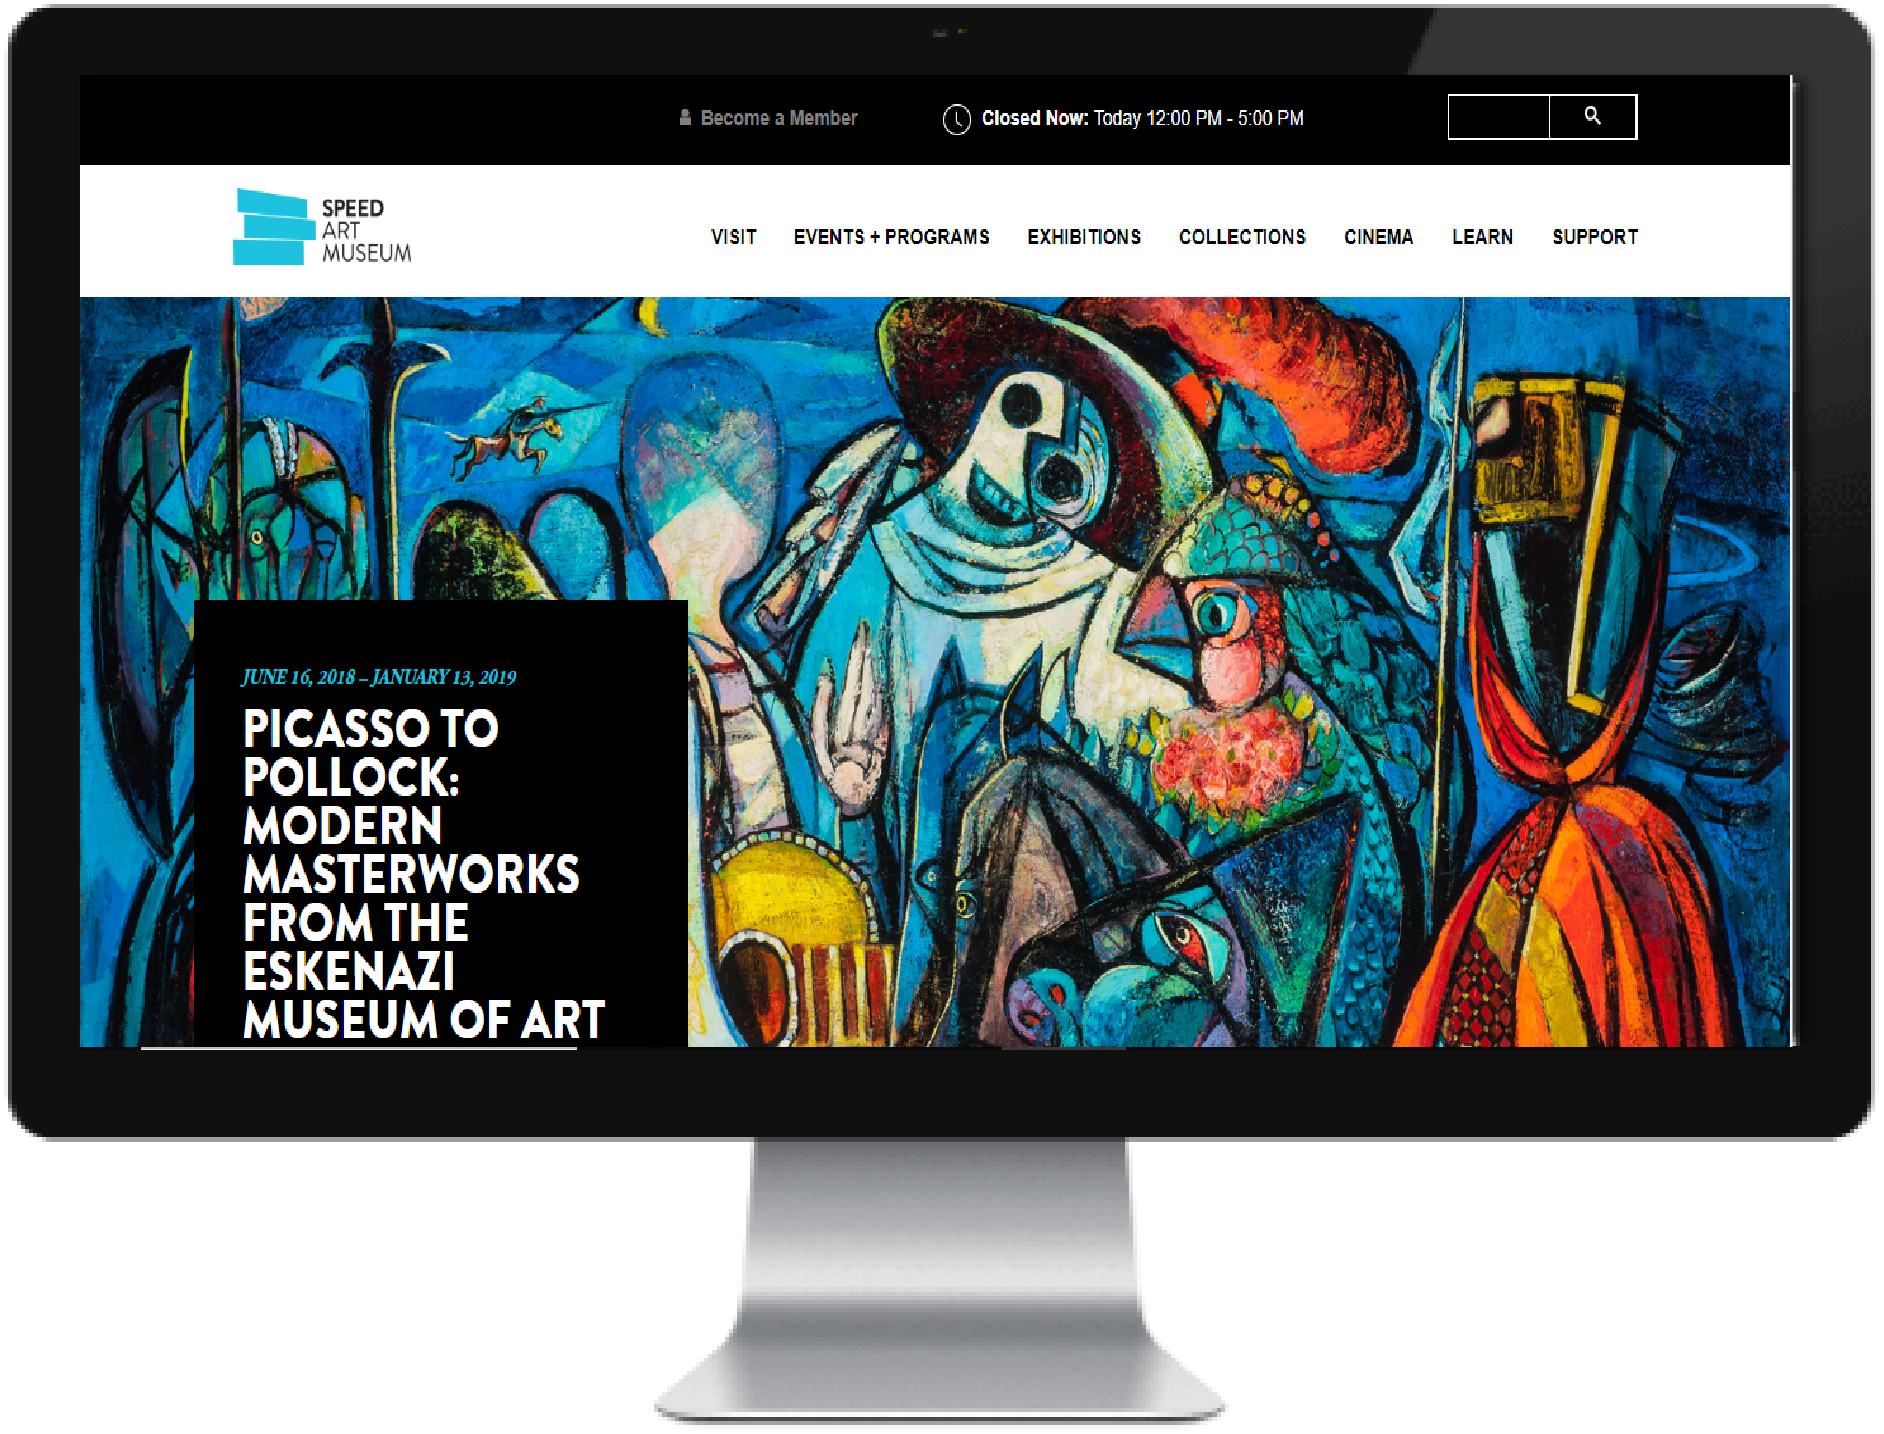 Become a Member
Closed Now: Today 12:00 PM - 5:00 PM
SPEED
ART
MUSEUM
VISIT EVENTS + PROGRAMS EXHIBITIONS COLLECTIONS CINEMA LEARN SUPPORT
JUNE 16, 2018 – JANUARY 13, 2019
PICASSO TO
POLLOCK:
MODERN
MASTERWORKS
FROM THE
ESKENAZI
MUSEUM OF ART